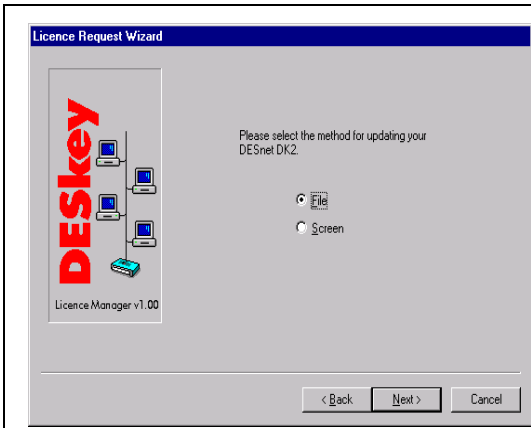 Licence Request Wizard
DESkey
Please select the method for updating your
DESnet DK2.
File
Screen
Licence Manager v1.00
< Back
Next >
Cancel